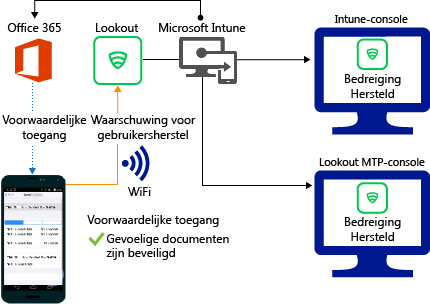 Office 365
Lookout
Microsoft Intune
Intune-console
Bedreiging
Hersteld
Voorwaardelijke
toegang
Waarschuwing voor
gebruikersherstel
WiFi
Lookout MTP-console
Bedreiging
Hersteld
Voorwaardelijke toegang
Gevoelige documenten
zijn beveiligd